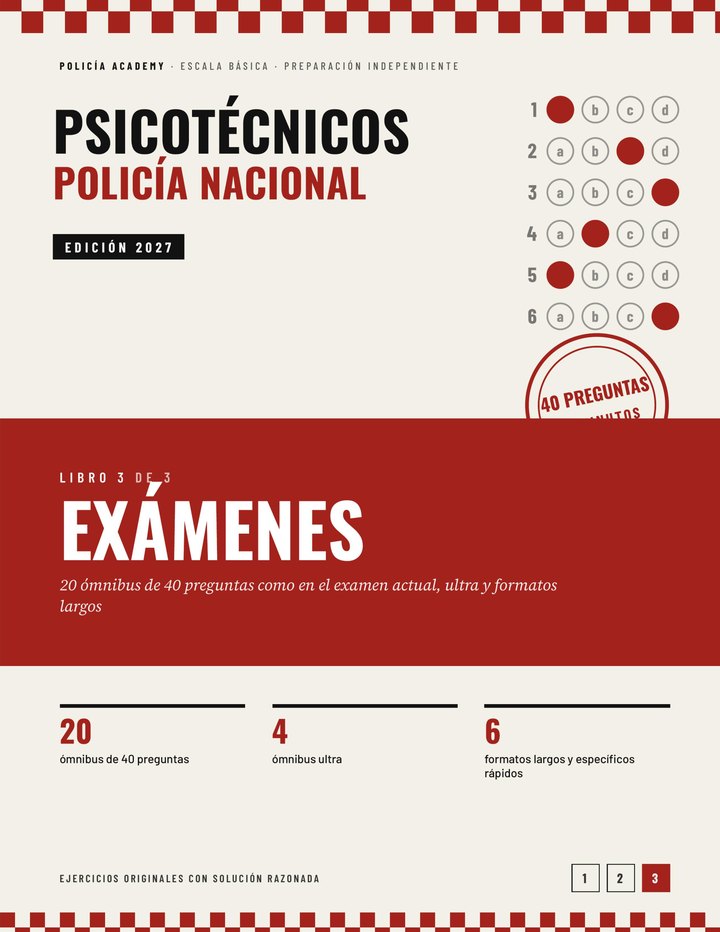 POLICÍA ACADEMY · ESCALA BÁSICA · PREPARACIÓN INDEPENDIENTE
PSICOTÉCNICOS
POLICÍA NACIONAL
EDICIÓN 2027
1 b c d
2 a b d
3 a b c
4 a c d
5 b c d
6 a b c
40 PREGUNTAS
LIBRO 3 DE 3
EXÁMENES
20 ómnibus de 40 preguntas como en el examen actual, ultra y formatos
largos
20
ómnibus de 40 preguntas
4
ómnibus ultra
6
formatos largos y específicos
rápidos
EJERCICIOS ORIGINALES CON SOLUCIÓN RAZONADA
1 2 3